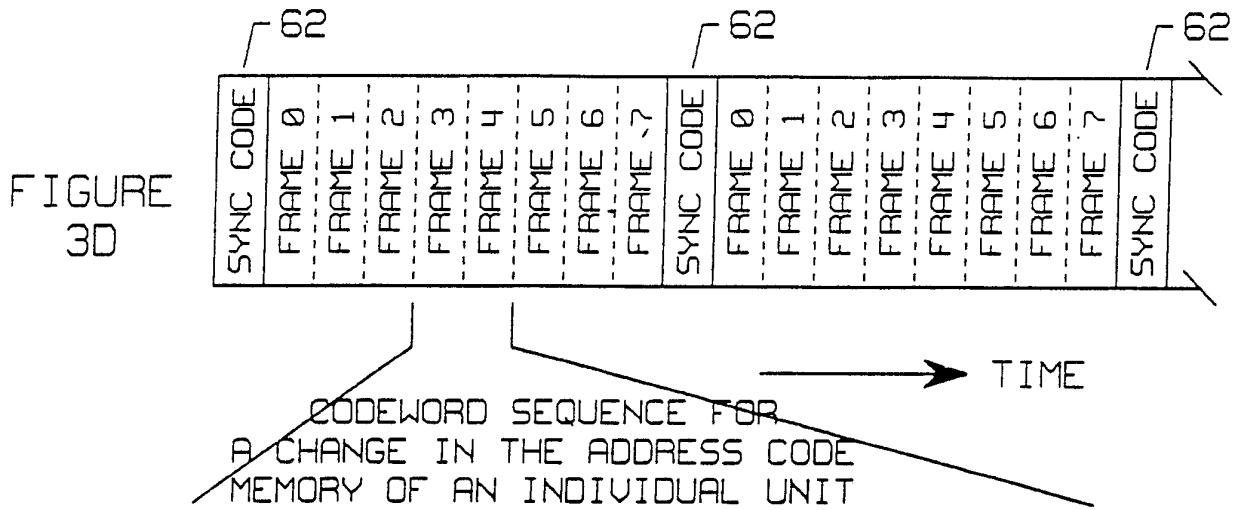 62 62 62
FIGURE
3D
SYNC CODE
FRAME 0
FRAME 1
FRAME 2
FRAME 3
FRAME 4
FRAME 5
FRAME 6
FRAME 7
SYNC CODE
FRAME 0
FRAME 1
FRAME 2
FRAME 3
FRAME 4
FRAME 5
FRAME 6
FRAME 7
SYNC CODE
TIME
CODEWORD SEQUENCE FOR
A CHANGE IN THE ADDRESS CODE
MEMORY OF AN INDIVIDUAL UNIT